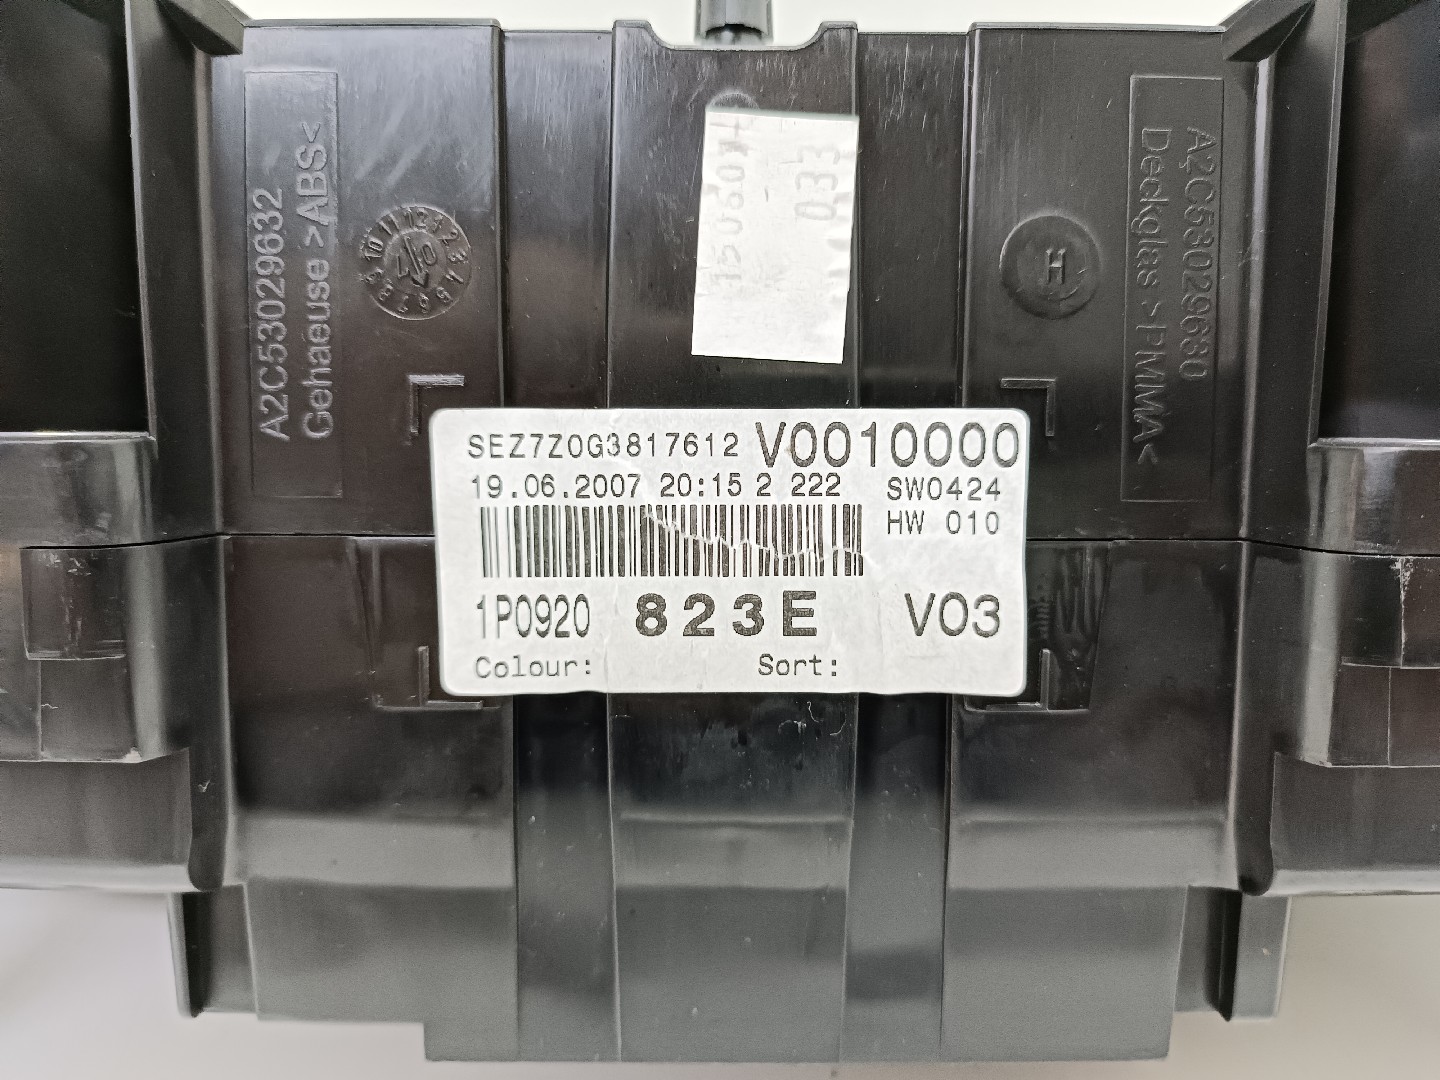 A2C53029632
Gehaeuse >ABS<
033
H
A2C53029630
Deckglas >PMMA<
SEZ7Z0G3817612 V0010000
19.06.2007 20:15 2 222 SW0424
HW 010
1P0920 823E V03
Colour: Sort: